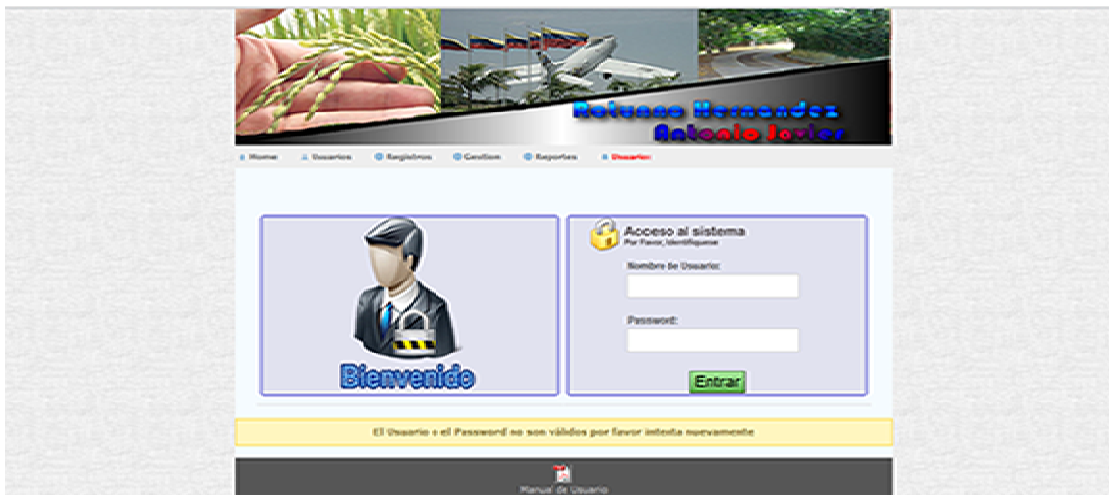 Rotunno Hernandez
Antonio Javier
Home Usuarios Registros Gestion Reportes Usuario:
Acceso al sistema
Por Favor, Identifiquese
Nombre de Usuario:
Password:
Entrar
Bienvenido
El Usuario o el Password no son válidos por favor intenta nuevamente
Manual de Usuario